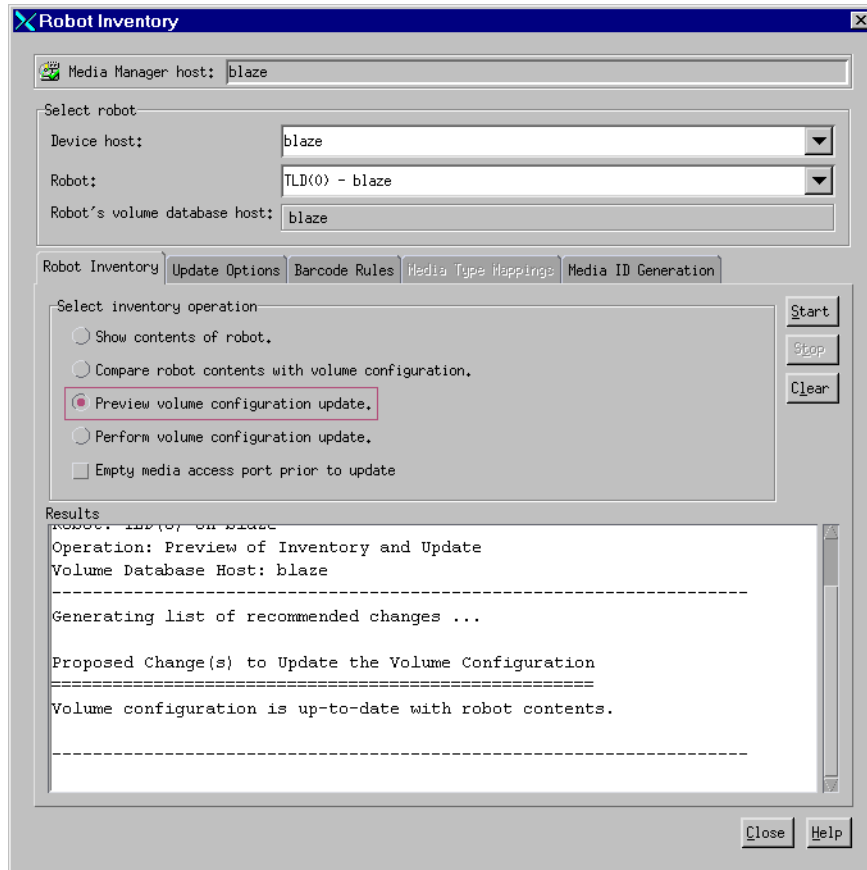 Robot Inventory
Media Manager host: blaze
Select robot
Device host: blaze
Robot: TLD(0) - blaze
Robot's volume database host: blaze
Robot Inventory Update Options Barcode Rules Media Type Mappings Media ID Generation
Select inventory operation
Start
Show contents of robot.
Stop
Compare robot contents with volume configuration.
Clear
Preview volume configuration update.
Perform volume configuration update.
Empty media access port prior to update
Results
Robot: TLD(0) on blaze
Operation: Preview of Inventory and Update
Volume Database Host: blaze
--------------------------------------------------------------------
Generating list of recommended changes ...
Proposed Change(s) to Update the Volume Configuration
=====================================================
Volume configuration is up-to-date with robot contents.
--------------------------------------------------------------------
Close Help